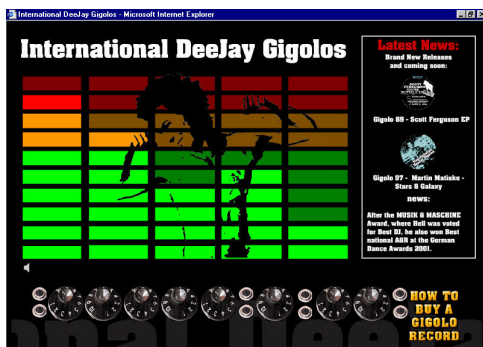 International DeeJay Gigolos - Microsoft Internet Explorer
International DeeJay Gigolos
Latest News:
Brand New Releases
and coming soon:
SCOTT
FERGUSON
Gigolo 89 - Scott Ferguson EP
Gigolo 97 - Martin Matiske -
Stars & Galaxy
news:
After the MUSIK & MASCHINE
Award, where Hell was voted
for Best DJ, he also won Best
national A&R at the German
Dance Awards 2001.
HOW TO
BUY A
GIGOLO
RECORD